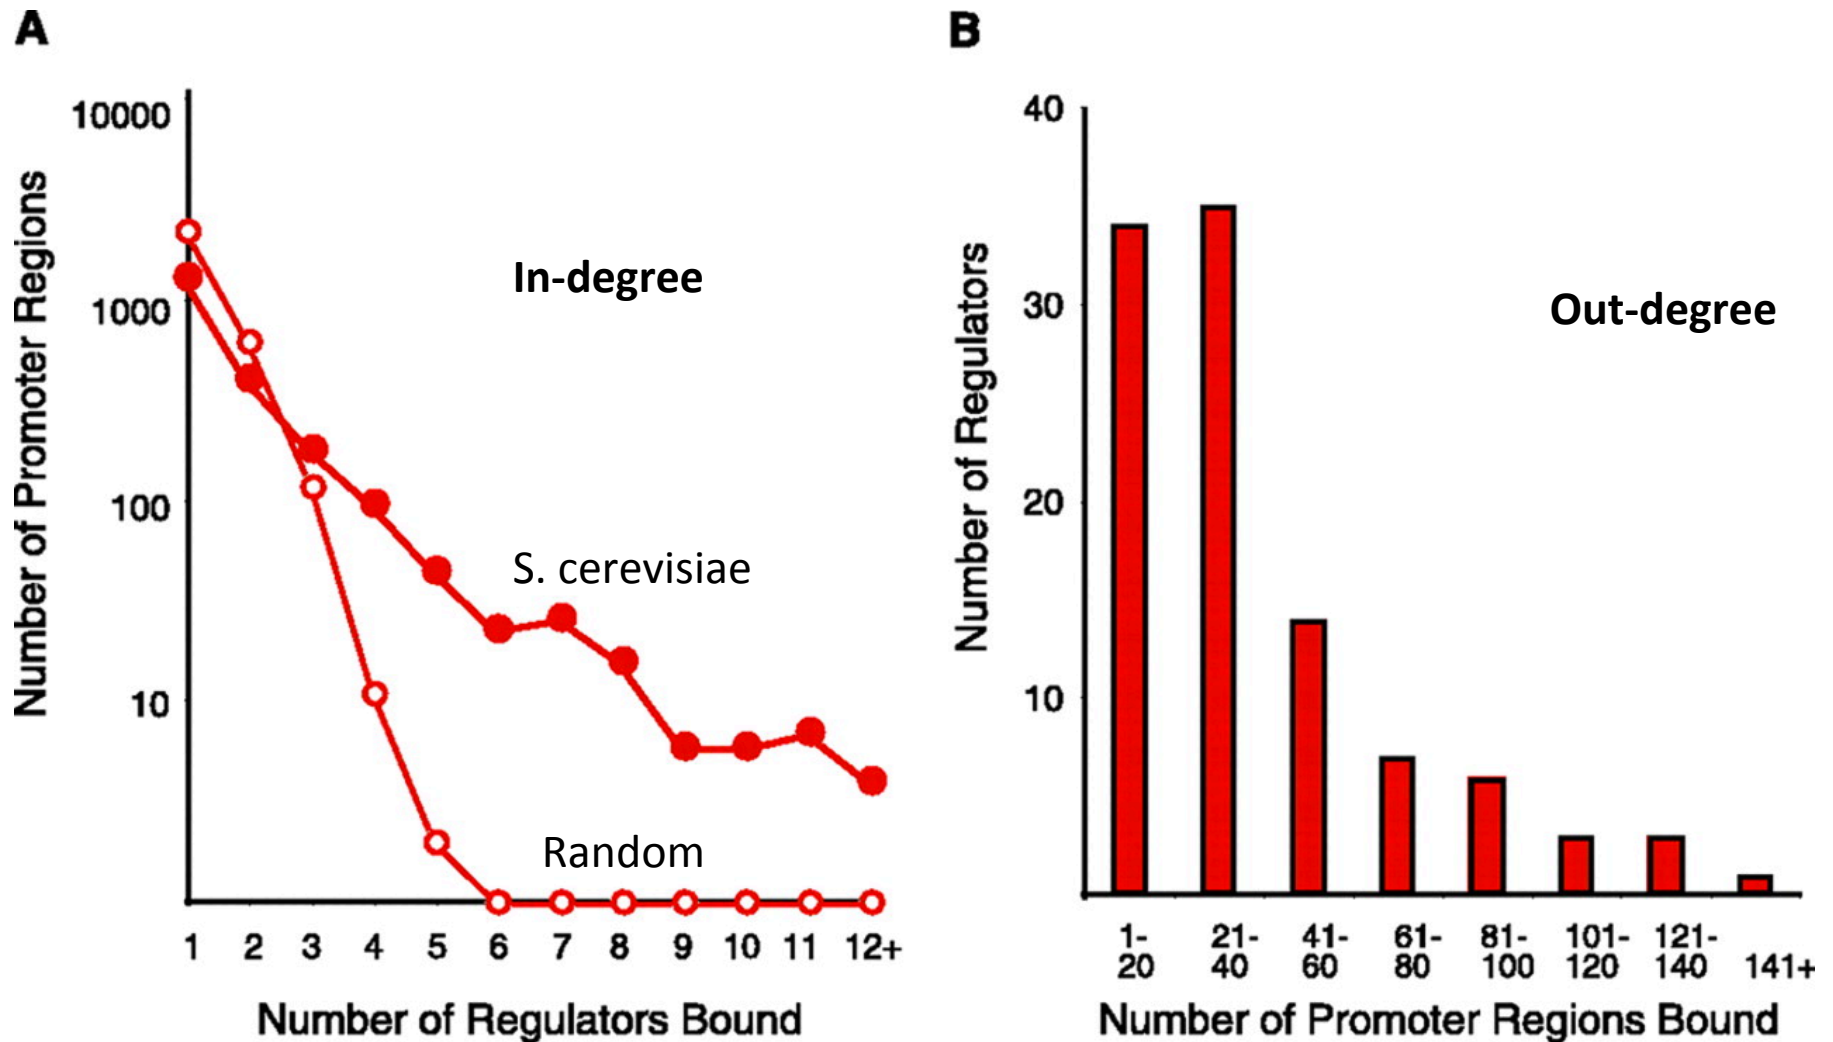 A
Number of Promoter Regions
10000
1000
100
10
In-degree
S. cerevisiae
Random
1 2 3 4 5 6 7 8 9 10 11 12+
Number of Regulators Bound
B
Number of Regulators
40
30
20
10
Out-degree
1- 21- 41- 61- 81- 101- 121-
20 40 60 80 100 120 140 141+
Number of Promoter Regions Bound